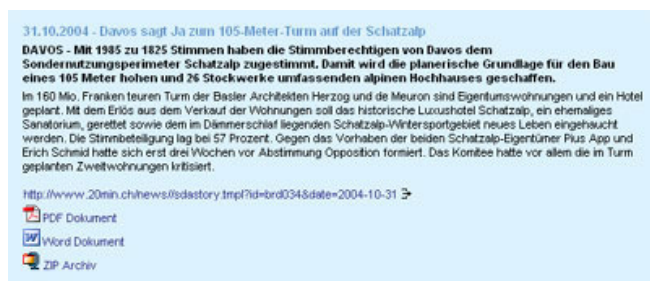 31.10.2004 - Davos sagt Ja zum 105-Meter-Turm auf der Schatzalp
DAVOS - Mit 1985 zu 1825 Stimmen haben die Stimmberechtigen von Davos dem
Sondernutzungsperimeter Schatzalp zugestimmt. Damit wird die planerische Grundlage für den Bau
eines 105 Meter hohen und 26 Stockwerke umfassenden alpinen Hochhauses geschaffen.
Im 160 Mio. Franken teuren Turm der Basler Architekten Herzog und de Meuron sind Eigentumswohnungen und ein Hotel
geplant. Mit dem Erlös aus dem Verkauf der Wohnungen soll das historische Luxushotel Schatzalp, ein ehemaliges
Sanatorium, gerettet sowie dem im Dämmerschlaf liegenden Schatzalp-Wintersportgebiet neues Leben eingehaucht
werden. Die Stimmbeteiligung lag bei 57 Prozent. Gegen das Vorhaben der beiden Schatzalp-Eigentümer Pius App und
Erich Schmid hatte sich erst drei Wochen vor Abstimmung Opposition formiert. Das Komitee hatte vor allem die im Turm
geplanten Zweitwohnungen kritisiert.
http://www.20min.ch/news//sdastory.tmpl?id=brd034&date=2004-10-31
PDF Dokument
Word Dokument
ZIP Archiv